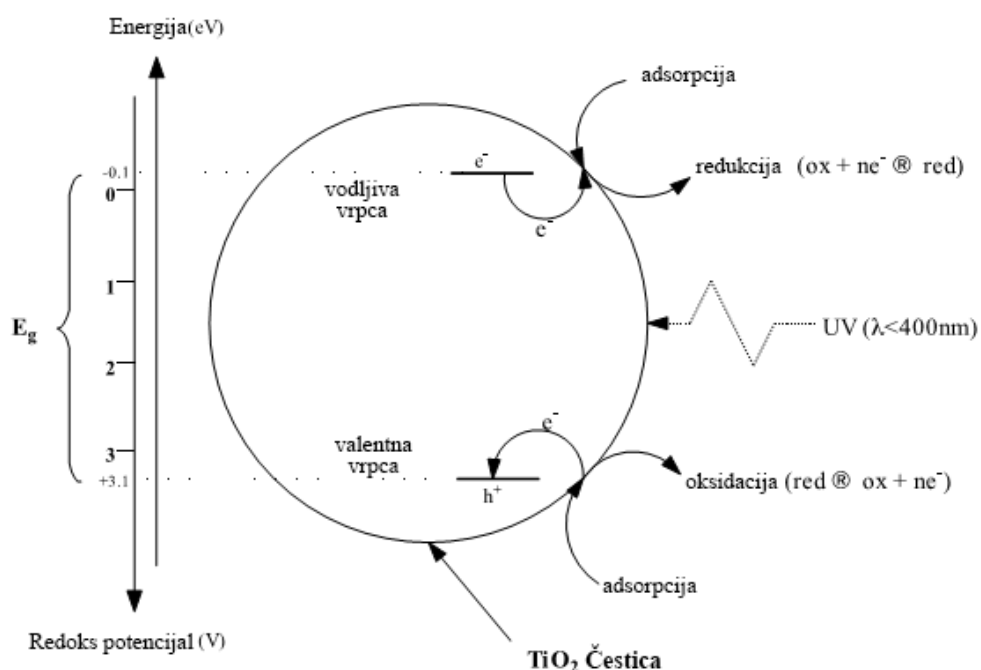 Energija(eV)
adsorpcija
-0.1
0
e⁻
vodljiva
vrpca
e⁻
redukcija (ox + ne⁻ ® red)
1
E_g
2
UV (λ<400nm)
3
+3.1
valentna
vrpca
e⁻
h⁺
oksidacija (red ® ox + ne⁻)
adsorpcija
Redoks potencijal (V)
TiO₂ Čestica